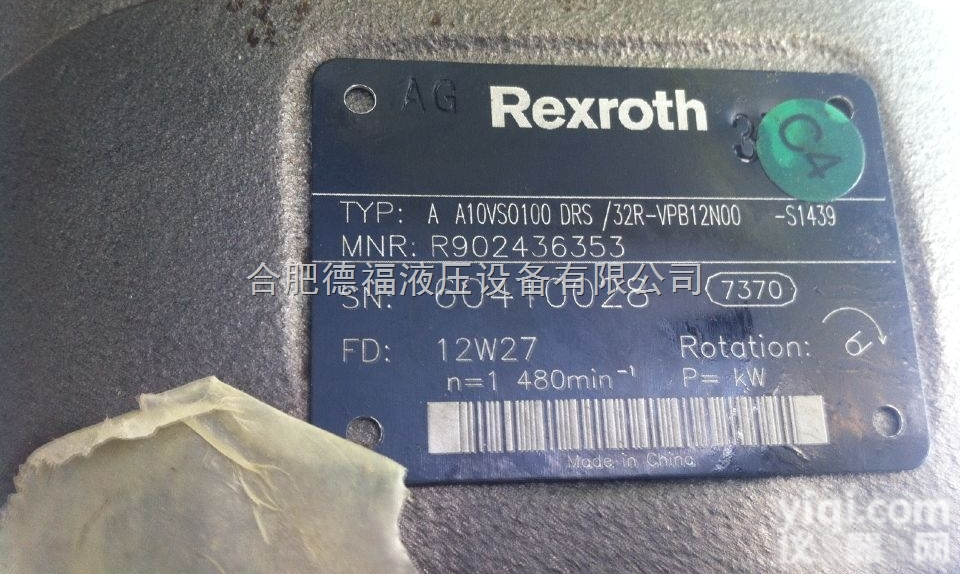 AG Rexroth 3
C4
TYP: A A10VSO100 DRS /32R-VPB12N00 -S1439
MNR: R902436353
合肥德福液压设备有限公司
SN: 7370
FD: 12W27 Rotation:
n=1 480min⁻¹ P= kW
Made in China
yiqi.com
仪器网